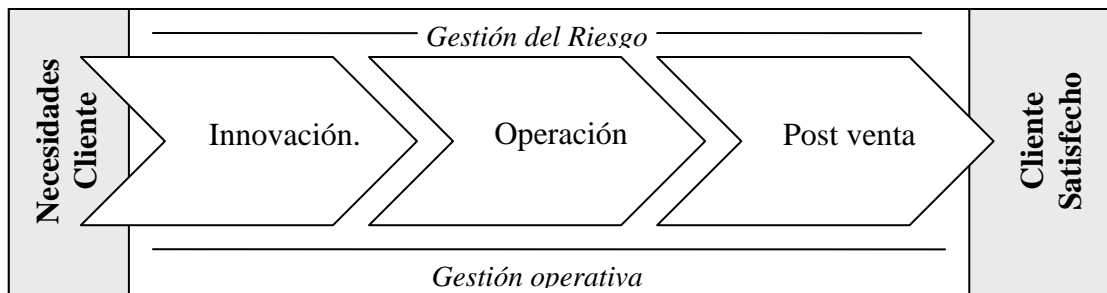 Gestión del Riesgo
Necesidades
Cliente
Innovación.
Operación
Post venta
Cliente
Satisfecho
Gestión operativa